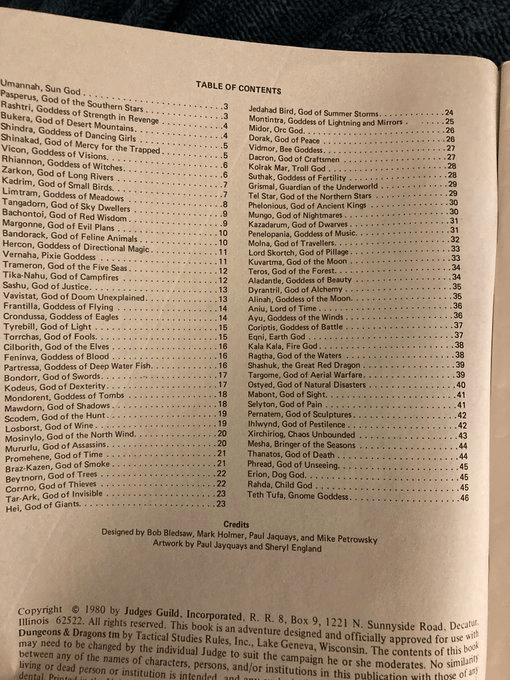 TABLE OF CONTENTS
Umannah, Sun God . . . 3
Pasperus, God of the Southern Stars . . . 3
Rashtri, Goddess of Strength in Revenge . . . 4
Bukera, God of Desert Mountains . . . 4
Shindra, Goddess of Dancing Girls . . . 5
Shinakad, God of Mercy for the Trapped . . . 5
Vicon, Goddess of Visions . . . 6
Rhiannon, Goddess of Witches . . . 6
Zarkon, God of Long Rivers . . . 7
Kadrim, God of Small Birds . . . 7
Limtram, Goddess of Meadows . . . 8
Tangadorn, God of Sky Dwellers . . . 9
Bachontoi, God of Red Wisdom . . . 9
Margonne, God of Evil Plans . . . 10
Bandorack, God of Feline Animals . . . 10
Hercon, Goddess of Directional Magic . . . 11
Vernaha, Pixie Goddess . . . 11
Trameron, God of the Five Seas . . . 12
Tika-Nahu, God of Campfires . . . 12
Sashu, God of Justice . . . 13
Vavistat, God of Doom Unexplained . . . 13
Frantilla, Goddess of Flying . . . 14
Crondussa, Goddess of Eagles . . . 14
Tyrebill, God of Light . . . 15
Torrchas, God of Fools . . . 15
Cilborith, God of the Elves . . . 16
Feninva, Goddess of Blood . . . 16
Partressa, Goddess of Deep Water Fish . . . 16
Bondorr, God of Swords . . . 17
Kodeus, God of Dexterity . . . 17
Mondorent, Goddess of Tombs . . . 18
Mawdorn, God of Shadows . . . 18
Scodem, God of the Hunt . . . 19
Losborst, God of Wine . . . 19
Mosinylo, God of the North Wind . . . 20
Mururlu, God of Assassins . . . 20
Promehene, God of Time . . . 21
Braz-Kazen, God of Smoke . . . 21
Beytnorn, God of Trees . . . 22
Corrno, God of Thieves . . . 22
Tar-Ark, God of Invisible . . . 23
Hei, God of Giants . . . 23
Jedahad Bird, God of Summer Storms . . . 24
Montintra, Goddess of Lightning and Mirrors . . . 25
Midor, Orc God . . . 26
Dorak, God of Peace . . . 26
Vidmor, Bee Goddess . . . 27
Dacron, God of Craftsmen . . . 27
Kolrak Mar, Troll God . . . 28
Suthak, Goddess of Fertility . . . 28
Grismal, Guardian of the Underworld . . . 29
Tel Star, God of the Northern Stars . . . 29
Phelonious, God of Ancient Kings . . . 30
Mungo, God of Nightmares . . . 30
Kazadarum, God of Dwarves . . . 31
Penelopania, Goddess of Music . . . 31
Molna, God of Travellers . . . 32
Lord Skortch, God of Pillage . . . 33
Kuvartma, God of the Moon . . . 33
Teros, God of the Forest . . . 34
Aladantle, Goddess of Beauty . . . 34
Dyrantril, God of Alchemy . . . 35
Alinah, Goddess of the Moon . . . 35
Aniu, Lord of Time . . . 36
Ayu, Goddess of the Winds . . . 36
Coriptis, Goddess of Battle . . . 37
Eqni, Earth God . . . 37
Kala Kala, Fire God . . . 38
Ragtha, God of the Waters . . . 38
Shashuk, the Great Red Dragon . . . 39
Targome, God of Aerial Warfare . . . 39
Ostyed, God of Natural Disasters . . . 40
Mabont, God of Sight . . . 41
Selyton, God of Pain . . . 41
Pernatem, God of Sculptures . . . 42
Ihlwynd, God of Pestilence . . . 42
Xirchiriog, Chaos Unbounded . . . 43
Mesha, Bringer of the Seasons . . . 44
Thanatos, God of Death . . . 44
Phread, God of Unseeing . . . 45
Erion, Dog God . . . 45
Rahda, Child God . . . 45
Teth Tufa, Gnome Goddess . . . 46
Credits
Designed by Bob Bledsaw, Mark Holmer, Paul Jaquays, and Mike Petrowsky
Artwork by Paul Jayquays and Sheryl England
Copyright © 1980 by Judges Guild, Incorporated, R. R. 8, Box 9, 1221 N. Sunnyside Road, Decatur,
Illinois 62522. All rights reserved. This book is an adventure designed and officially approved for use with
Dungeons & Dragons tm by Tactical Studies Rules, Inc., Lake Geneva, Wisconsin. The contents of this book
may need to be changed by the individual Judge to suit the campaign he or she moderates. No similarity
between any of the names of characters, persons, and/or institutions in this publication with those of any
living or dead person or institution is intended, and any
dental. Printed in the